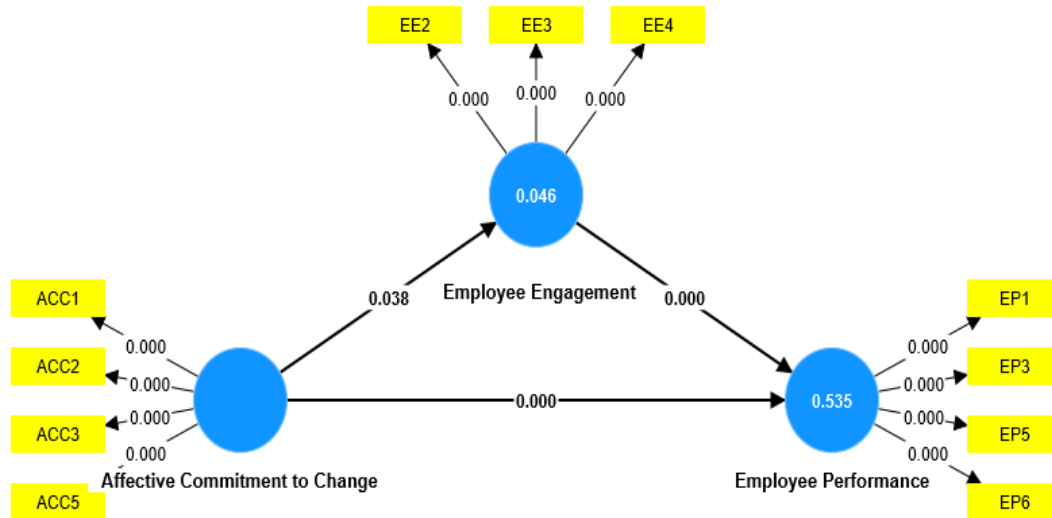 EE2 EE3 EE4
0.000 0.000 0.000
0.046
Employee Engagement
0.038 0.000
ACC1
ACC2
ACC3
ACC5
0.000
0.000
0.000
0.000
Affective Commitment to Change
0.000
0.535
Employee Performance
0.000
0.000
0.000
0.000
EP1
EP3
EP5
EP6